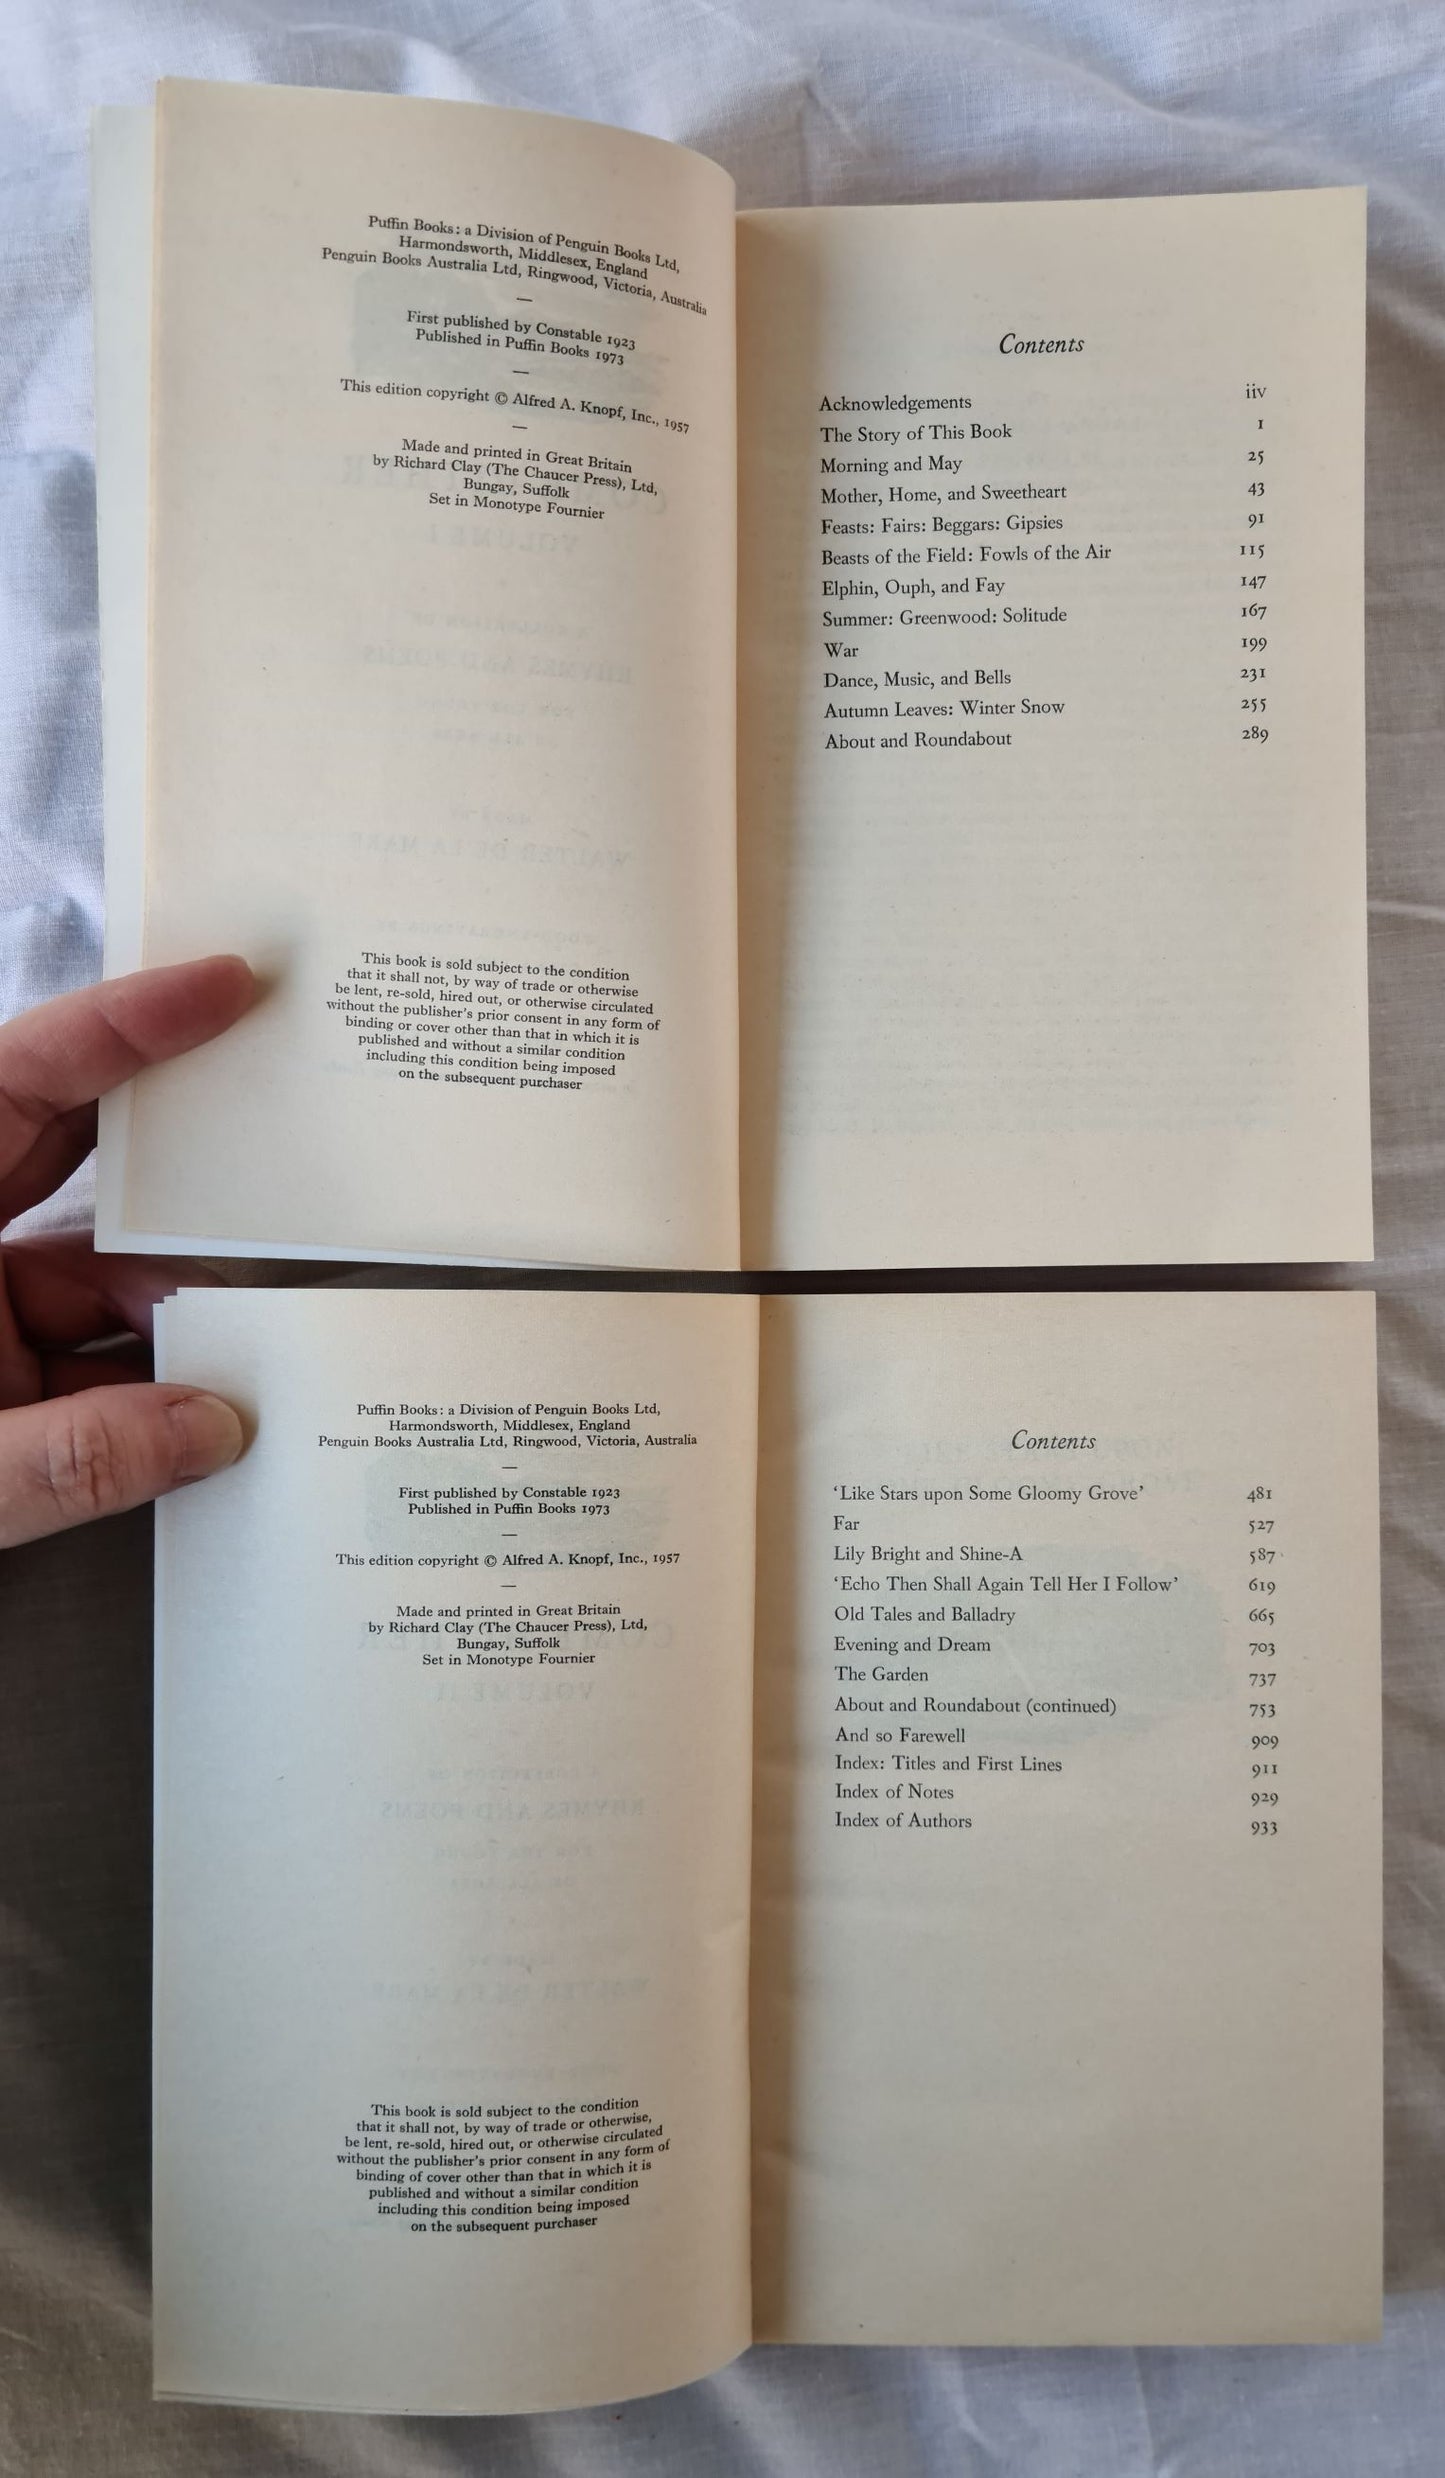 Puffin Books: a Division of Penguin Books Ltd,
Harmondsworth, Middlesex, England
Penguin Books Australia Ltd, Ringwood, Victoria, Australia
—
First published by Constable 1923
Published in Puffin Books 1973
—
This edition copyright © Alfred A. Knopf, Inc., 1957
—
Made and printed in Great Britain
by Richard Clay (The Chaucer Press), Ltd,
Bungay, Suffolk
Set in Monotype Fournier
This book is sold subject to the condition
that it shall not, by way of trade or otherwise
be lent, re-sold, hired out, or otherwise circulated
without the publisher's prior consent in any form of
binding or cover other than that in which it is
published and without a similar condition
including this condition being imposed
on the subsequent purchaser
Contents
Acknowledgements iiv
The Story of This Book 1
Morning and May 25
Mother, Home, and Sweetheart 43
Feasts: Fairs: Beggars: Gipsies 91
Beasts of the Field: Fowls of the Air 115
Elphin, Ouph, and Fay 147
Summer: Greenwood: Solitude 167
War 199
Dance, Music, and Bells 231
Autumn Leaves: Winter Snow 255
About and Roundabout 289
Puffin Books: a Division of Penguin Books Ltd,
Harmondsworth, Middlesex, England
Penguin Books Australia Ltd, Ringwood, Victoria, Australia
—
First published by Constable 1923
Published in Puffin Books 1973
—
This edition copyright © Alfred A. Knopf, Inc., 1957
—
Made and printed in Great Britain
by Richard Clay (The Chaucer Press), Ltd,
Bungay, Suffolk
Set in Monotype Fournier
This book is sold subject to the condition
that it shall not, by way of trade or otherwise,
be lent, re-sold, hired out, or otherwise circulated
without the publisher's prior consent in any form of
binding of cover other than that in which it is
published and without a similar condition
including this condition being imposed
on the subsequent purchaser
Contents
'Like Stars upon Some Gloomy Grove' 481
Far 527
Lily Bright and Shine-A 587
'Echo Then Shall Again Tell Her I Follow' 619
Old Tales and Balladry 665
Evening and Dream 703
The Garden 737
About and Roundabout (continued) 753
And so Farewell 909
Index: Titles and First Lines 911
Index of Notes 929
Index of Authors 933